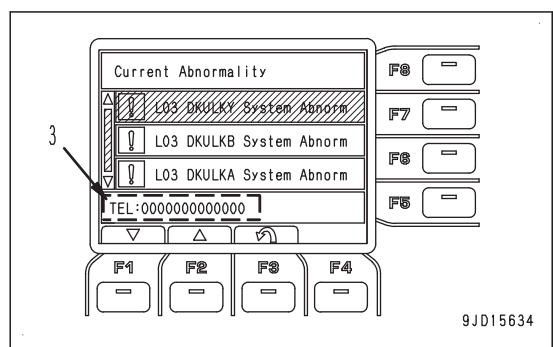 Current Abnormality
! L03 DKULKY System Abnorm
! L03 DKULKB System Abnorm
! L03 DKULKA System Abnorm
TEL:0000000000000
3
F8
F7
F6
F5
F1 F2 F3 F4
9JD15634